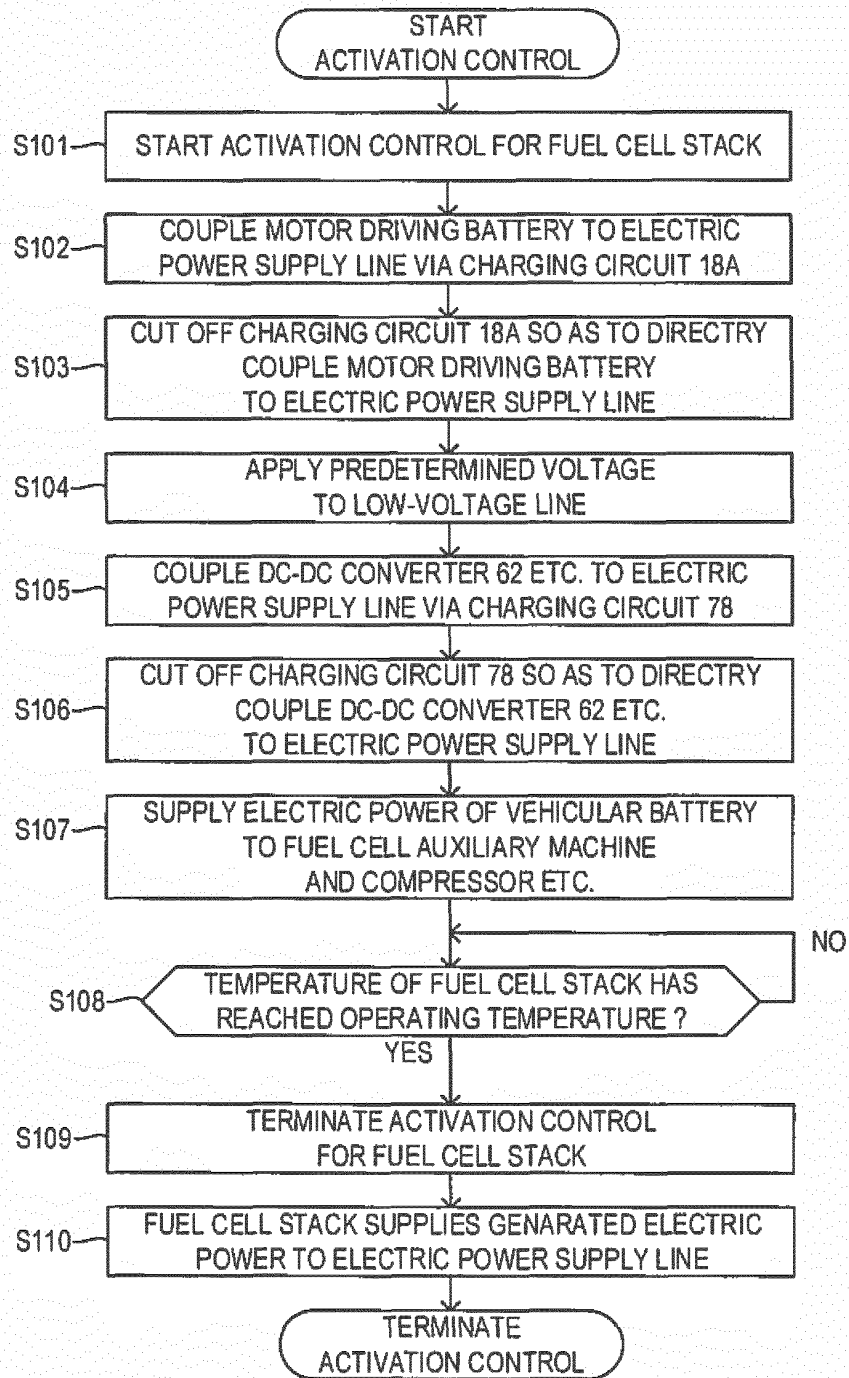 START
ACTIVATION CONTROL
S101
START ACTIVATION CONTROL FOR FUEL CELL STACK
S102
COUPLE MOTOR DRIVING BATTERY TO ELECTRIC
POWER SUPPLY LINE VIA CHARGING CIRCUIT 18A
S103
CUT OFF CHARGING CIRCUIT 18A SO AS TO DIRECTRY
COUPLE MOTOR DRIVING BATTERY
TO ELECTRIC POWER SUPPLY LINE
S104
APPLY PREDETERMINED VOLTAGE
TO LOW-VOLTAGE LINE
S105
COUPLE DC-DC CONVERTER 62 ETC. TO ELECTRIC
POWER SUPPLY LINE VIA CHARGING CIRCUIT 78
S106
CUT OFF CHARGING CIRCUIT 78 SO AS TO DIRECTRY
COUPLE DC-DC CONVERTER 62 ETC.
TO ELECTRIC POWER SUPPLY LINE
S107
SUPPLY ELECTRIC POWER OF VEHICULAR BATTERY
TO FUEL CELL AUXILIARY MACHINE
AND COMPRESSOR ETC.
NO
S108
TEMPERATURE OF FUEL CELL STACK HAS
REACHED OPERATING TEMPERATURE ?
YES
S109
TERMINATE ACTIVATION CONTROL
FOR FUEL CELL STACK
S110
FUEL CELL STACK SUPPLIES GENARATED ELECTRIC
POWER TO ELECTRIC POWER SUPPLY LINE
TERMINATE
ACTIVATION CONTROL